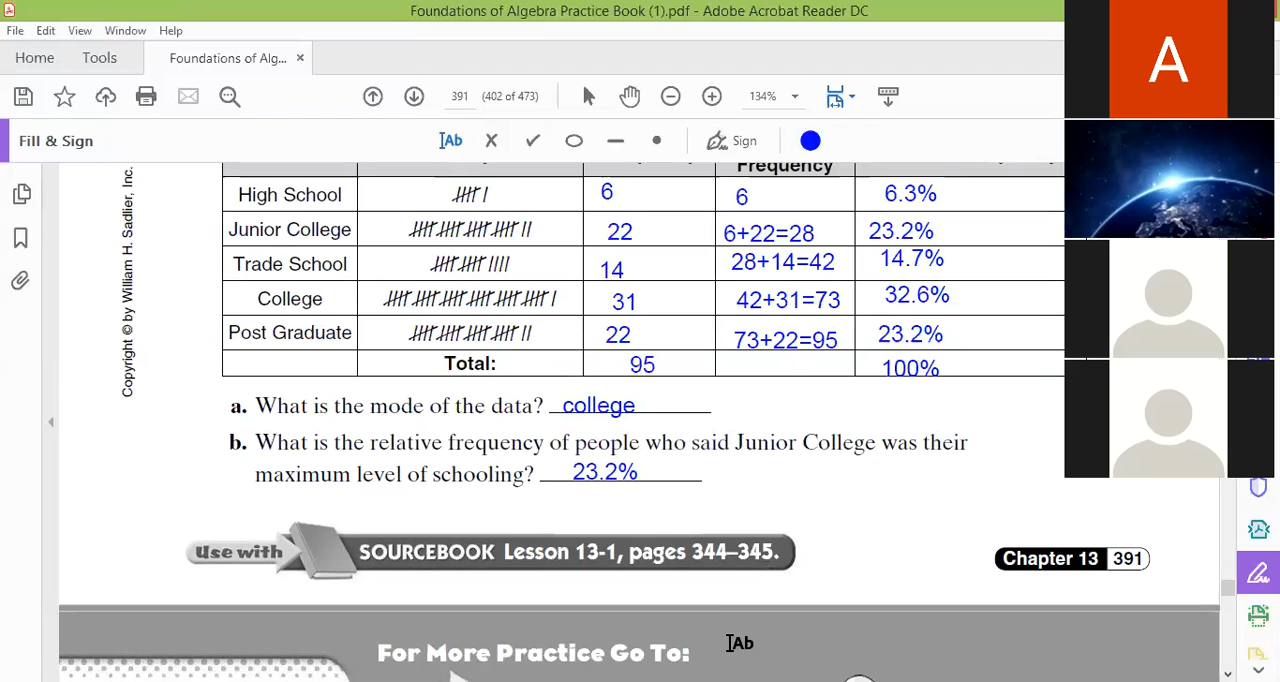 Foundations of Algebra Practice Book (1).pdf - Adobe Acrobat Reader DC
File Edit View Window Help
Home Tools Foundations of Alg... ×
391 (402 of 473) 134%
Fill & Sign Ab Sign
Frequency
High School 6 6 6.3%
Junior College 22 6+22=28 23.2%
Trade School 14 28+14=42 14.7%
College 31 42+31=73 32.6%
Post Graduate 22 73+22=95 23.2%
Total: 95 100%
a. What is the mode of the data? college
b. What is the relative frequency of people who said Junior College was their
maximum level of schooling? 23.2%
Use with SOURCEBOOK Lesson 13-1, pages 344–345.
Chapter 13 391
For More Practice Go To: Ab
Copyright © by William H. Sadlier, Inc.
A